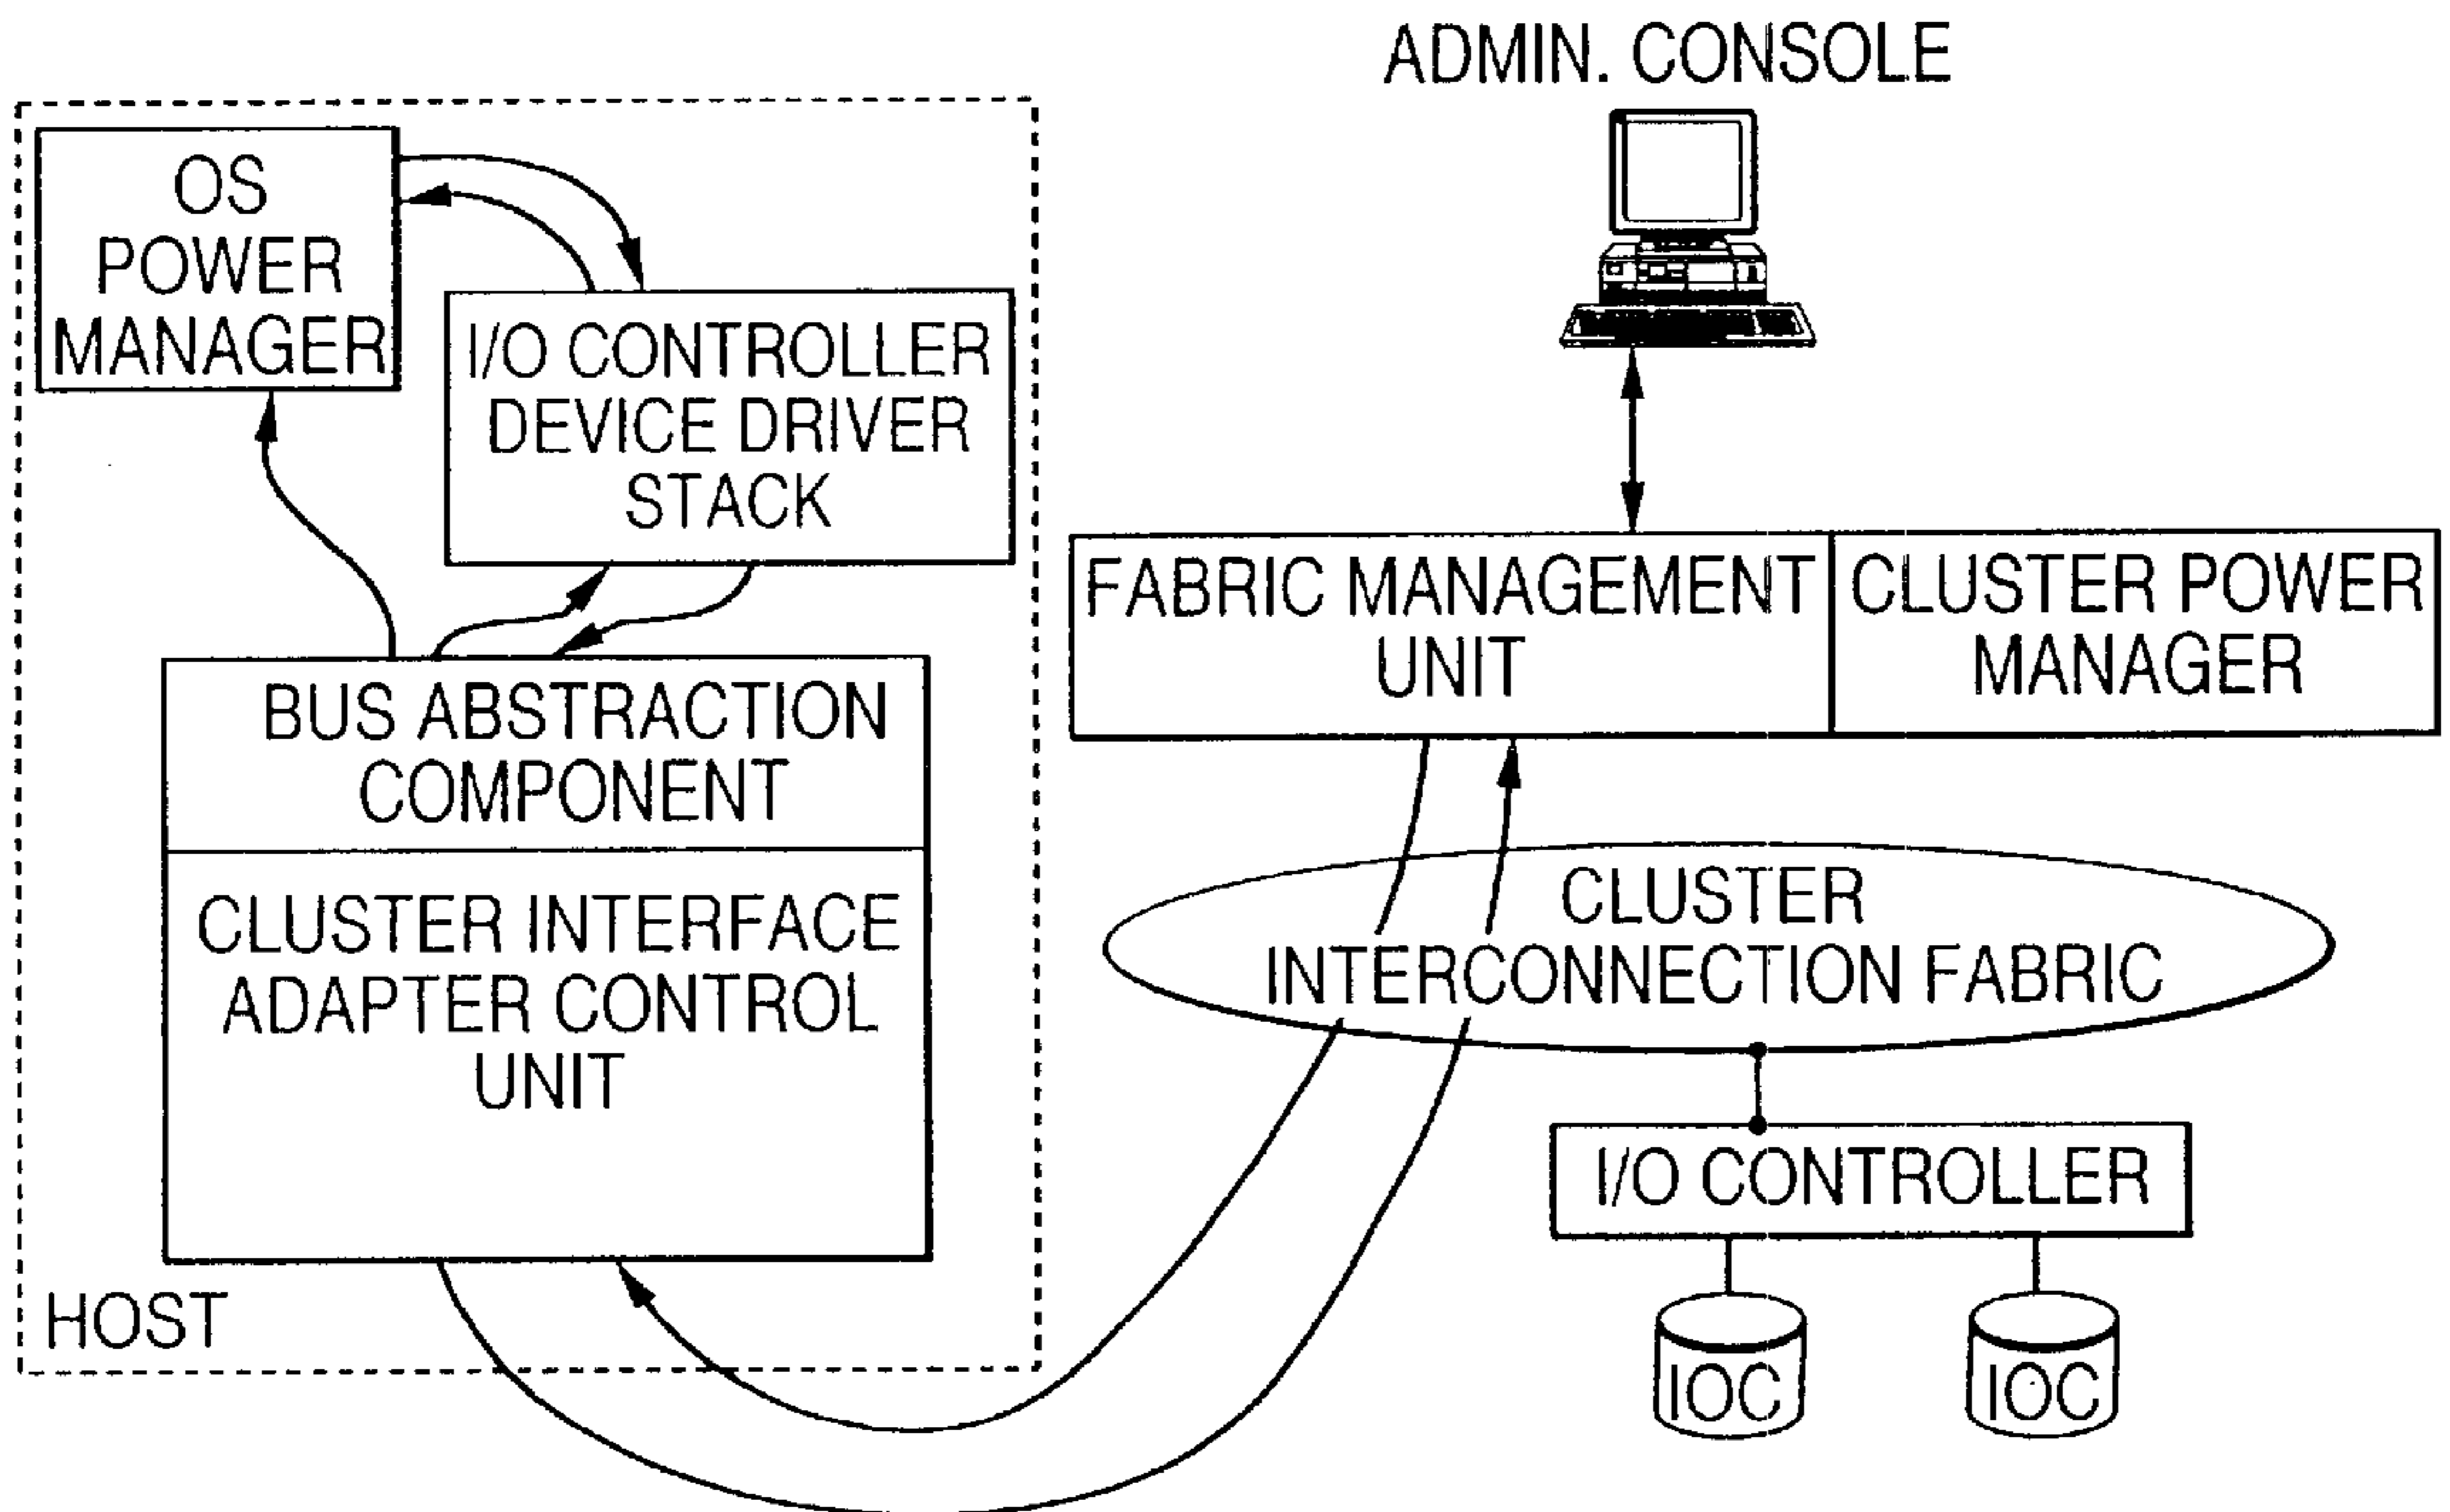 ADMIN. CONSOLE
OS
POWER
MANAGER
I/O CONTROLLER
DEVICE DRIVER
STACK
FABRIC MANAGEMENT
UNIT
CLUSTER POWER
MANAGER
BUS ABSTRACTION
COMPONENT
CLUSTER INTERFACE
ADAPTER CONTROL
UNIT
CLUSTER
INTERCONNECTION FABRIC
I/O CONTROLLER
HOST
IOC
IOC